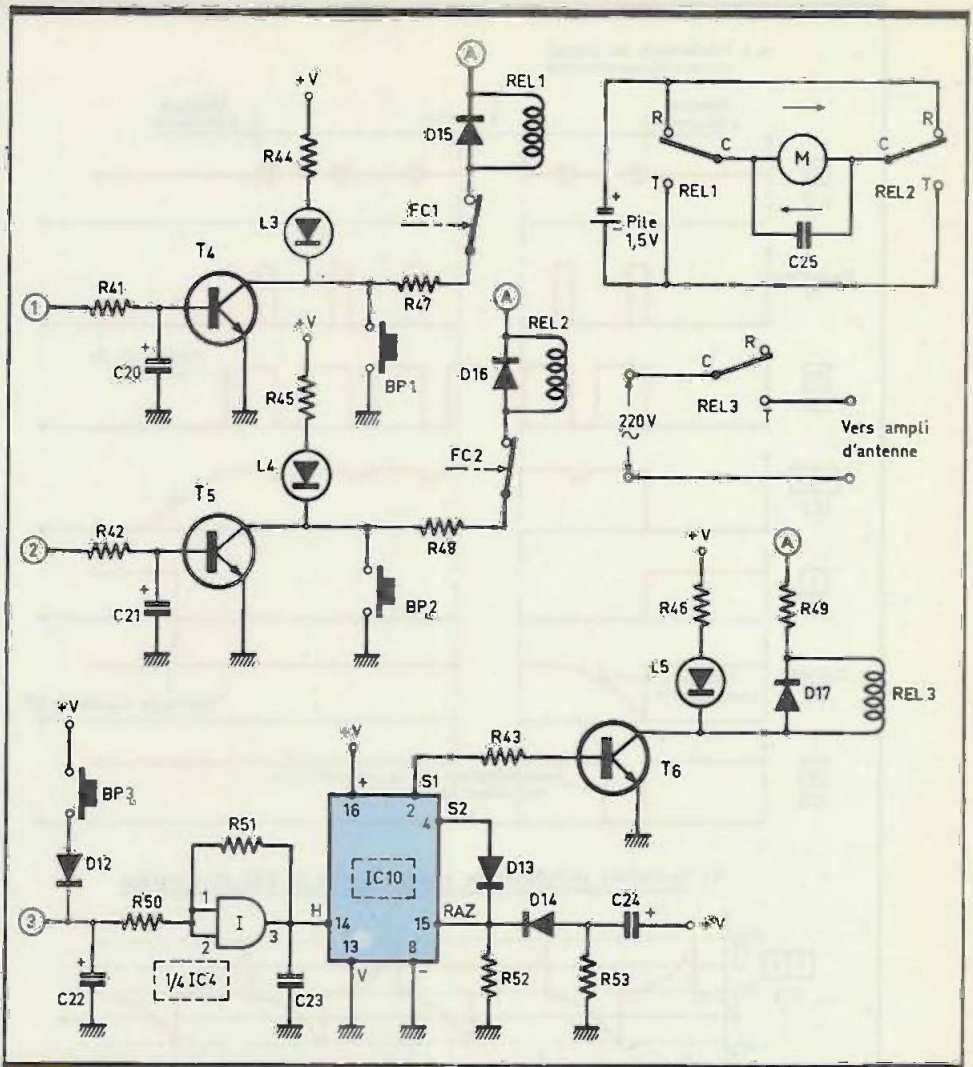 A
REL1
+V
D15
R44
L3
FC1
T4
R41
1
R47
+
C20
BP1
R
C
M
R
C
T
REL1
REL2
T
+
Pile
-
1,5V
C25
A
REL2
+V
D16
R45
L4
FC2
T5
R42
2
R48
+
C21
BP2
R
C
REL3
T
220V
~
Vers ampli
d'antenne
+V
A
R46
R49
L5
D17
REL3
R43
T6
+V
BP3
D12
+V
+
S1
16
2
S2
4
R51
IC10
D13
R50
1
2
I
3
H
14
15
RAZ
D14
C24
+
+V
3
+
C22
1/4 IC4
C23
13
V
8
-
R52
R53